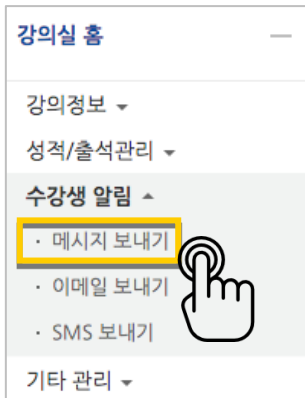 강의실 홈
강의정보
성적/출석관리
수강생 알림
· 메시지 보내기
· 이메일 보내기
· SMS 보내기
기타 관리